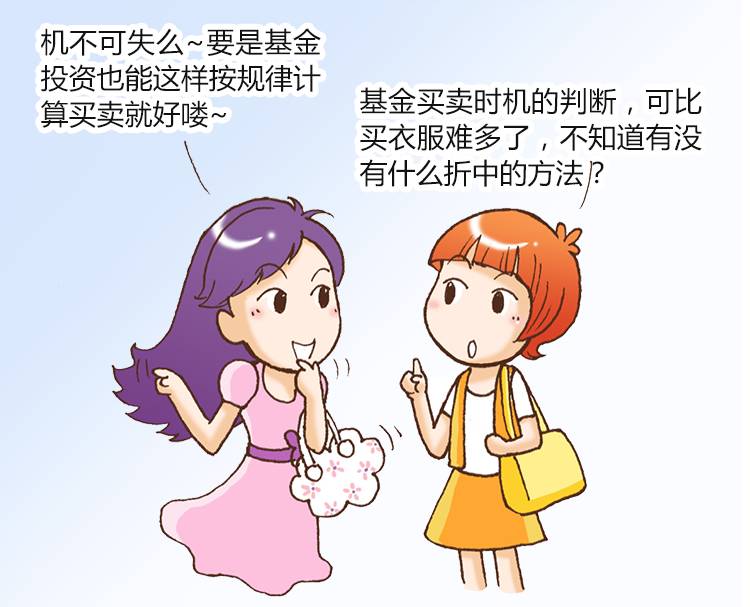 机不可失么~要是基金
投资也能这样按规律计
算买卖就好喽~
基金买卖时机的判断，可比
买衣服难多了，不知道有没
有什么折中的方法？